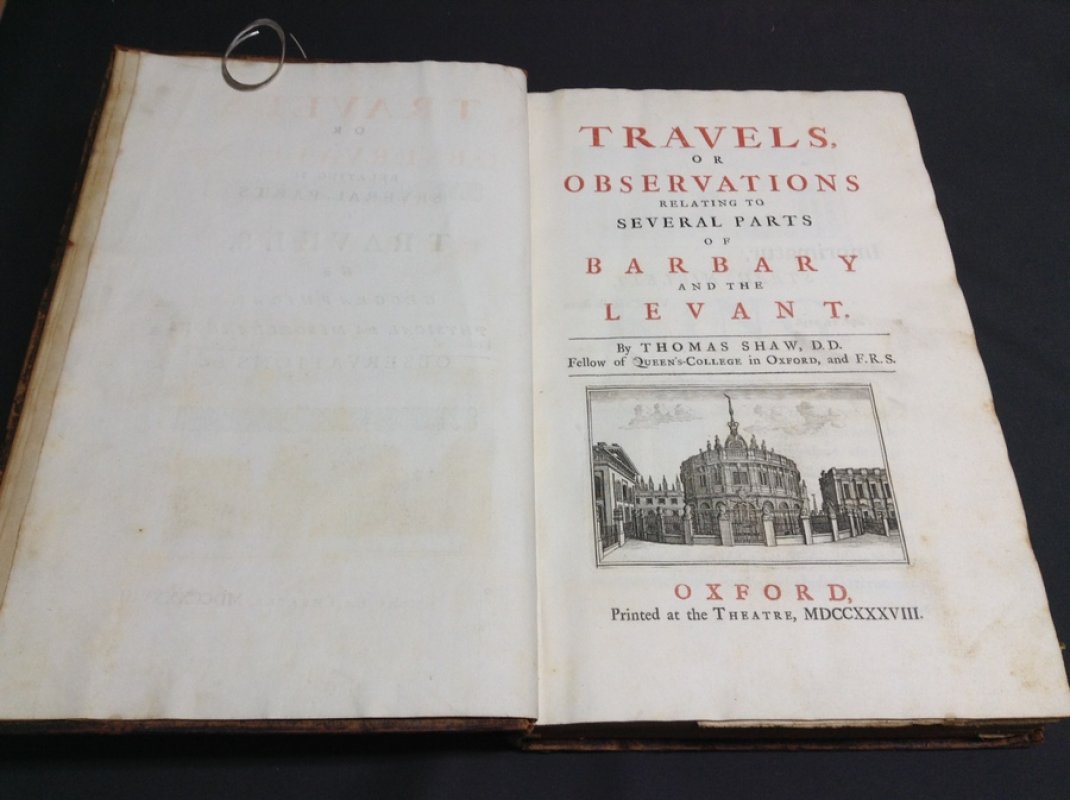 TRAVELS,
OR
OBSERVATIONS
RELATING TO
SEVERAL PARTS
OF
BARBARY
AND THE
LEVANT.
By THOMAS SHAW, D.D.
Fellow of QUEEN'S-COLLEGE in OXFORD, and F.R.S.
OXFORD,
Printed at the THEATRE, MDCCXXXVIII.